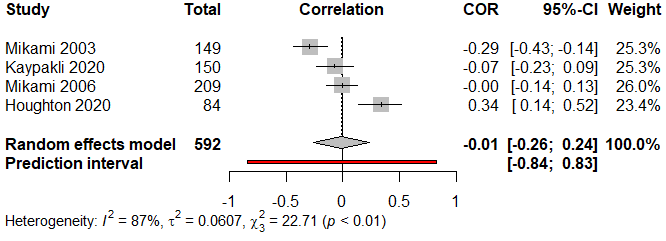 Study Total Correlation COR 95%-CI Weight
Mikami 2003 149 -0.29 [-0.43; -0.14] 25.3%
Kaypakli 2020 150 -0.07 [-0.23; 0.09] 25.3%
Mikami 2006 209 -0.00 [-0.14; 0.13] 26.0%
Houghton 2020 84 0.34 [ 0.14; 0.52] 23.4%
Random effects model 592 -0.01 [-0.26; 0.24] 100.0%
Prediction interval [-0.84; 0.83]
-1 -0.5 0 0.5 1
Heterogeneity: I² = 87%, τ² = 0.0607, χ²₃ = 22.71 (p < 0.01)